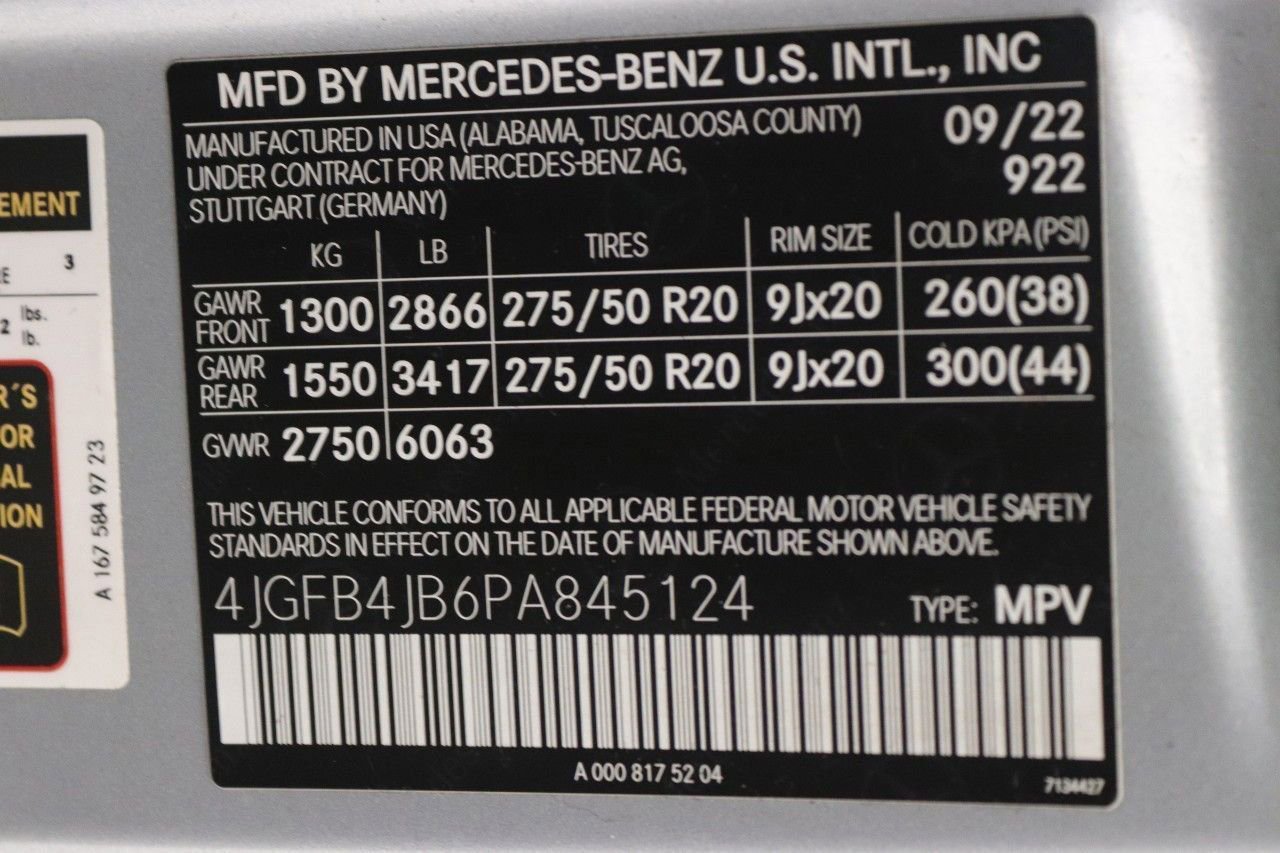 MFD BY MERCEDES-BENZ U.S. INTL., INC
MANUFACTURED IN USA (ALABAMA, TUSCALOOSA COUNTY) 09/22
UNDER CONTRACT FOR MERCEDES-BENZ AG, 922
STUTTGART (GERMANY)
KG LB TIRES RIM SIZE COLD KPA (PSI)
GAWR FRONT 1300 2866 275/50 R20 9Jx20 260(38)
GAWR REAR 1550 3417 275/50 R20 9Jx20 300(44)
GVWR 2750 6063
THIS VEHICLE CONFORMS TO ALL APPLICABLE FEDERAL MOTOR VEHICLE SAFETY
STANDARDS IN EFFECT ON THE DATE OF MANUFACTURE SHOWN ABOVE.
4JGFB4JB6PA845124 TYPE: MPV
A 000 817 52 04 7134427
EMENT
E 3
2 lbs.
lb.
R´S
OR
AL
ION
A 167 584 97 23